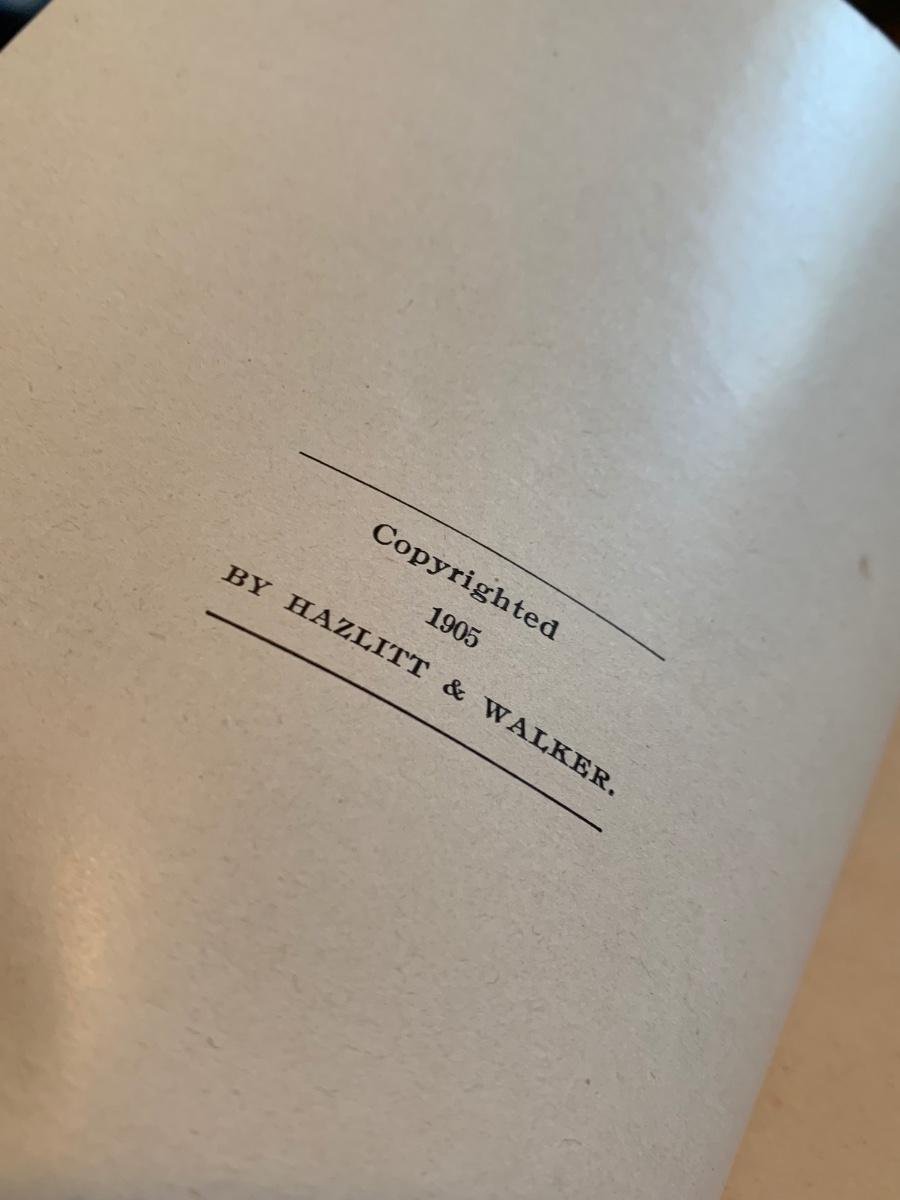 Copyrighted
1905
BY HAZLITT & WALKER.